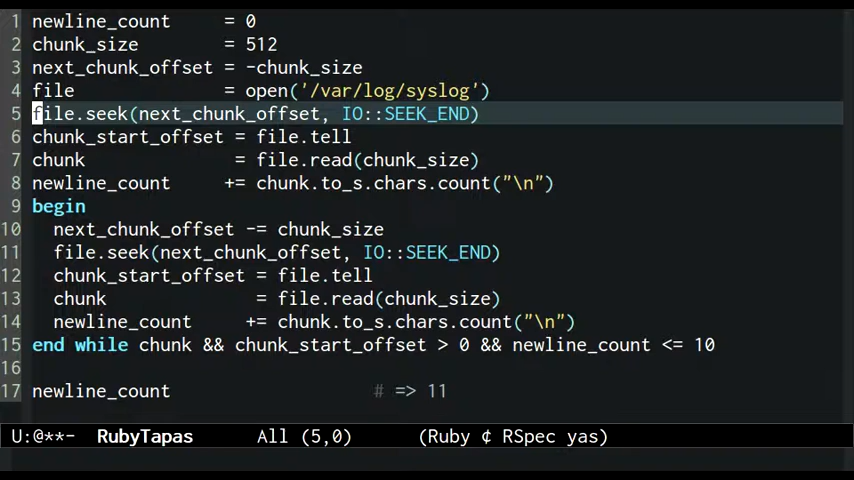 1 newline_count     = 0
2 chunk_size        = 512
3 next_chunk_offset = -chunk_size
4 file              = open('/var/log/syslog')
5 file.seek(next_chunk_offset, IO::SEEK_END)
6 chunk_start_offset = file.tell
7 chunk              = file.read(chunk_size)
8 newline_count     += chunk.to_s.chars.count("\n")
9 begin
10   next_chunk_offset -= chunk_size
11   file.seek(next_chunk_offset, IO::SEEK_END)
12   chunk_start_offset = file.tell
13   chunk              = file.read(chunk_size)
14   newline_count     += chunk.to_s.chars.count("\n")
15 end while chunk && chunk_start_offset > 0 && newline_count <= 10
16
17 newline_count                   # => 11
U:@**-  RubyTapas      All (5,0)      (Ruby ¢ RSpec yas)